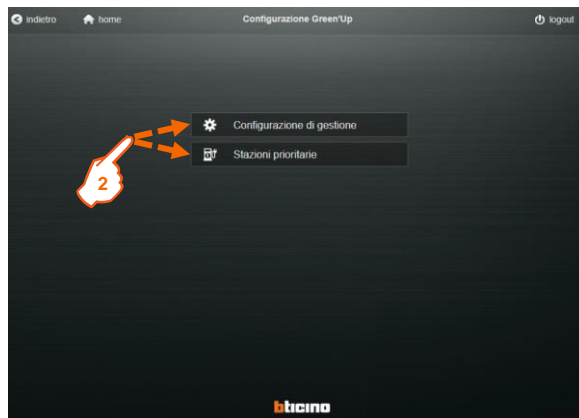 indietro home Configurazione Green'Up logout
Configurazione di gestione
Stazioni prioritarie
2
bticino